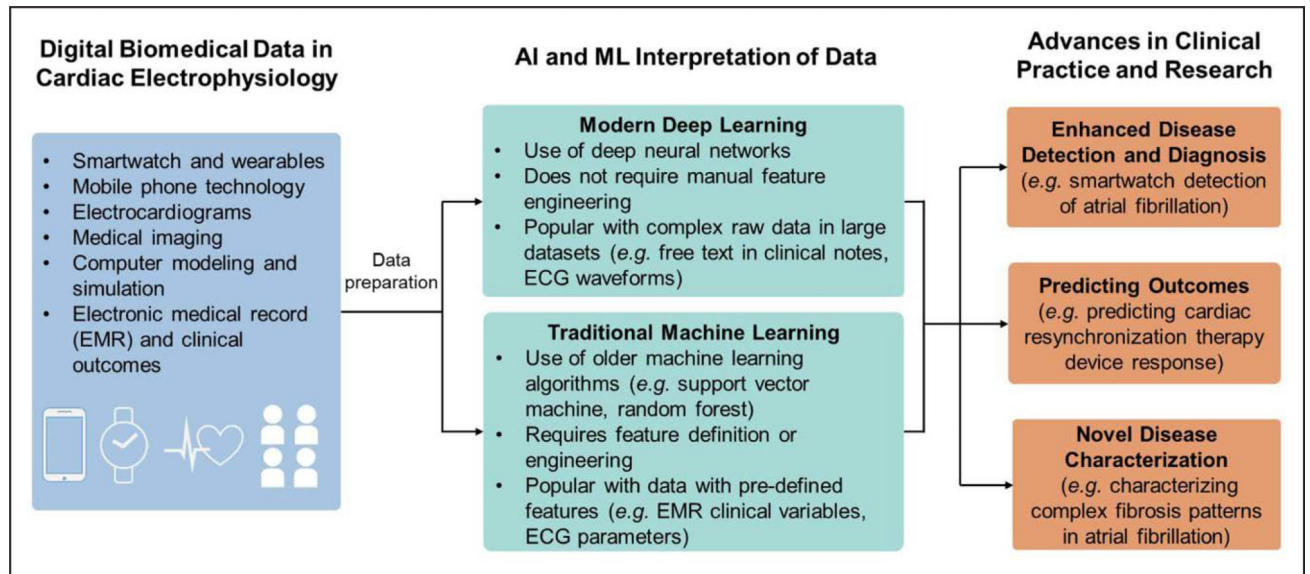 Digital Biomedical Data in
Cardiac Electrophysiology
• Smartwatch and wearables
• Mobile phone technology
• Electrocardiograms
• Medical imaging
• Computer modeling and
simulation
• Electronic medical record
(EMR) and clinical
outcomes
Data
preparation
AI and ML Interpretation of Data
Modern Deep Learning
• Use of deep neural networks
• Does not require manual feature
engineering
• Popular with complex raw data in large
datasets (e.g. free text in clinical notes,
ECG waveforms)
Traditional Machine Learning
• Use of older machine learning
algorithms (e.g. support vector
machine, random forest)
• Requires feature definition or
engineering
• Popular with data with pre-defined
features (e.g. EMR clinical variables,
ECG parameters)
Advances in Clinical
Practice and Research
Enhanced Disease
Detection and Diagnosis
(e.g. smartwatch detection
of atrial fibrillation)
Predicting Outcomes
(e.g. predicting cardiac
resynchronization therapy
device response)
Novel Disease
Characterization
(e.g. characterizing
complex fibrosis patterns
in atrial fibrillation)